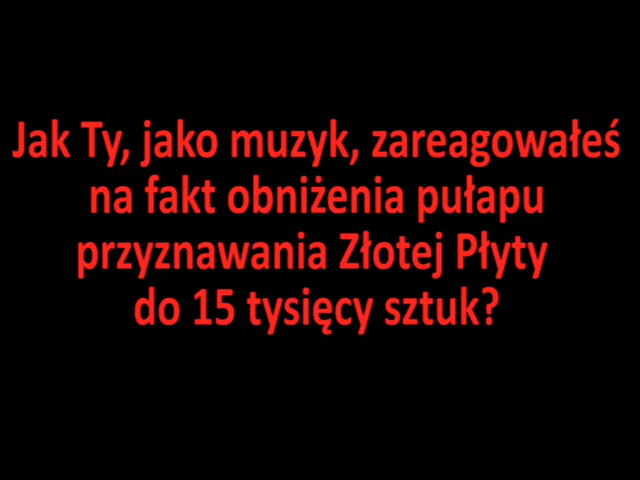 Jak Ty, jako muzyk, zareagowałeś
na fakt obniżenia pułapu
przyznawania Złotej Płyty
do 15 tysięcy sztuk?